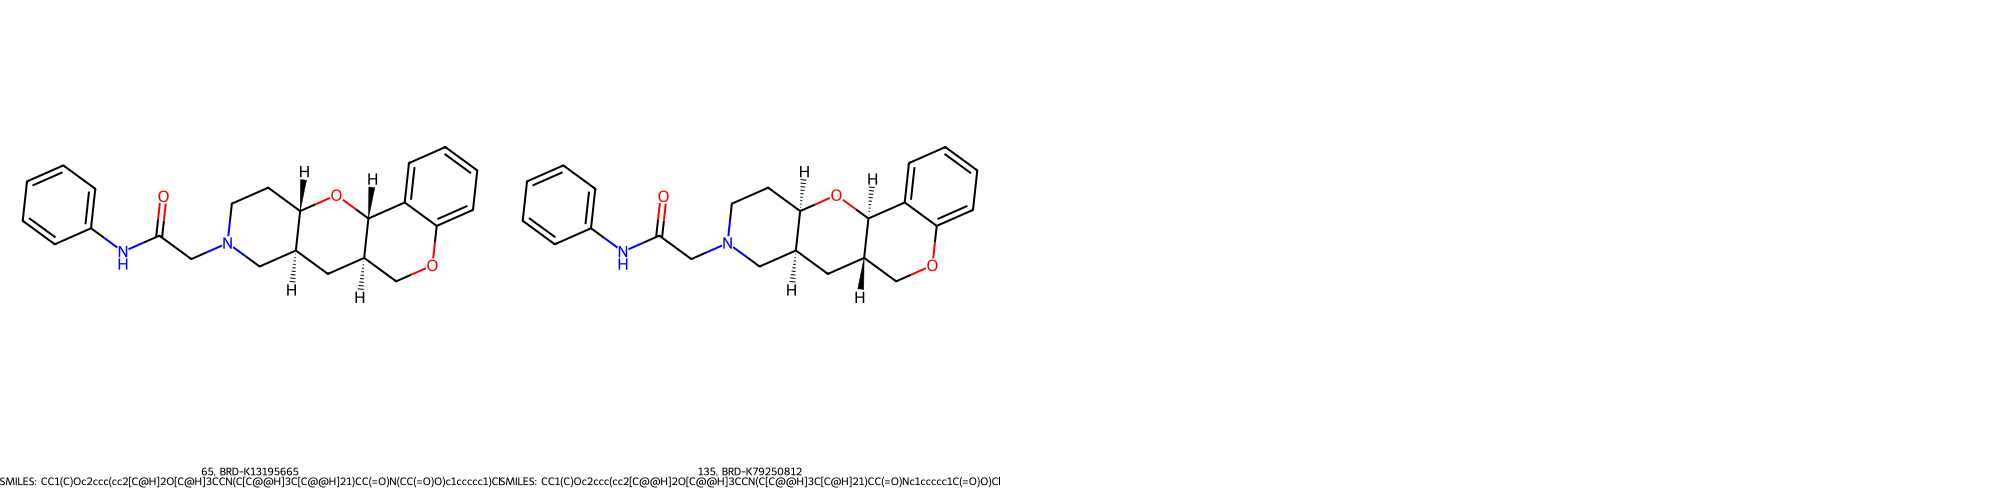 H
H
O
O
N
N
H
O
H
H
H
H
O
O
N
N
H
O
H
H
65, BRD-K13195665
SMILES: CC1(C)Oc2ccc(cc2[C@H]2O[C@H]3CCN(C[C@@H]3C[C@@H]21)CC(=O)N(CC(=O)O)c1ccccc1)Cl
135, BRD-K79250812
SMILES: CC1(C)Oc2ccc(cc2[C@@H]2O[C@@H]3CCN(C[C@@H]3C[C@H]21)CC(=O)Nc1ccccc1C(=O)O)Cl